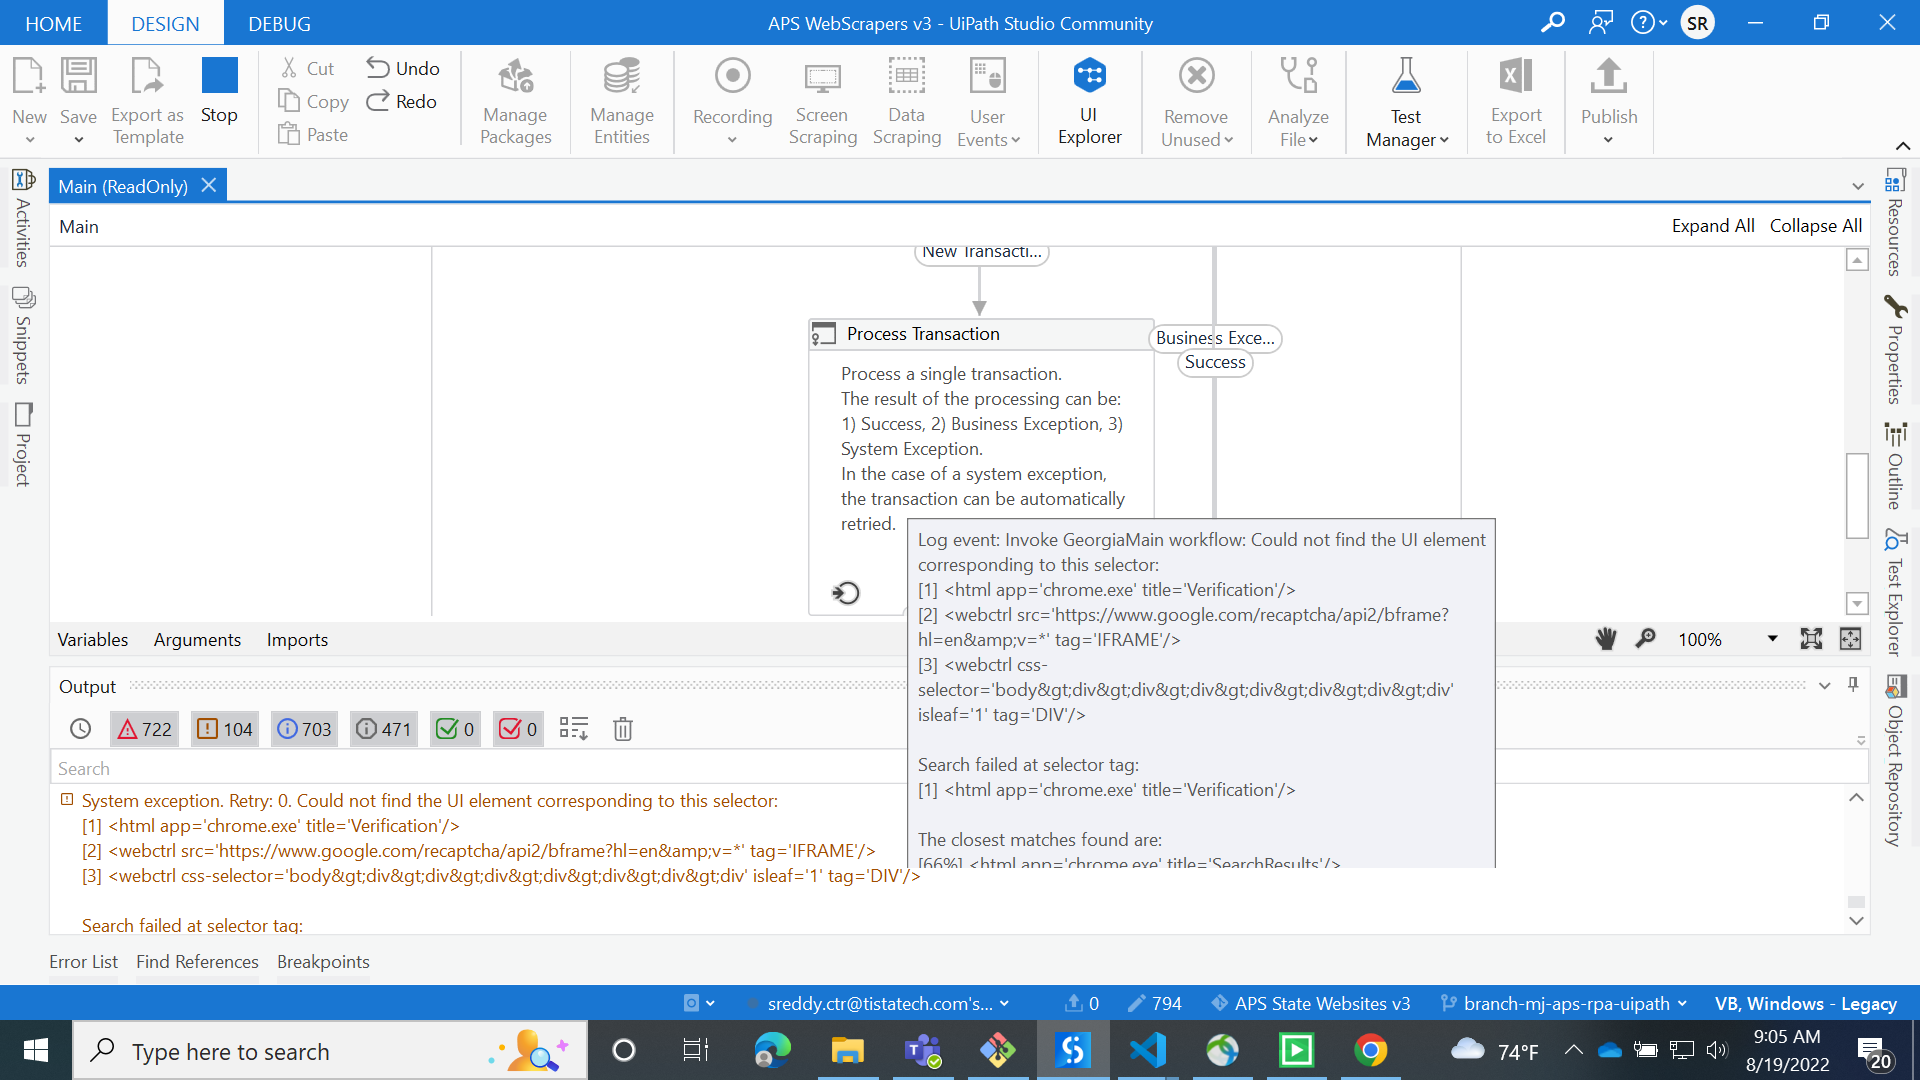 HOME DESIGN DEBUG
APS WebScrapers v3 - UiPath Studio Community
SR
New
Save
Export as
Template
Stop
Cut
Copy
Paste
Undo
Redo
Manage
Packages
Manage
Entities
Recording
Screen
Scraping
Data
Scraping
User
Events
UI
Explorer
Remove
Unused
Analyze
File
Test
Manager
Export
to Excel
Publish
Activities
Snippets
Project
Main (ReadOnly)
Main
Expand All Collapse All
New Transacti...
Process Transaction
Business Exce...
Success
Process a single transaction.
The result of the processing can be:
1) Success, 2) Business Exception, 3)
System Exception.
In the case of a system exception,
the transaction can be automatically
retried.
Log event: Invoke GeorgiaMain workflow: Could not find the UI element
corresponding to this selector:
[1] <html app='chrome.exe' title='Verification'/>
[2] <webctrl src='https://www.google.com/recaptcha/api2/bframe?
hl=en&amp;v=*' tag='IFRAME'/>
[3] <webctrl css-
selector='body&gt;div&gt;div&gt;div&gt;div&gt;div&gt;div&gt;div'
isleaf='1' tag='DIV'/>
Search failed at selector tag:
[1] <html app='chrome.exe' title='Verification'/>
The closest matches found are:
[66%] <html app='chrome.exe' title='SearchResults'/>
Resources
Properties
Outline
Test Explorer
Object Repository
Variables Arguments Imports
100%
Output
722 104 703 471 0 0
Search
System exception. Retry: 0. Could not find the UI element corresponding to this selector:
[1] <html app='chrome.exe' title='Verification'/>
[2] <webctrl src='https://www.google.com/recaptcha/api2/bframe?hl=en&amp;v=*' tag='IFRAME'/>
[3] <webctrl css-selector='body&gt;div&gt;div&gt;div&gt;div&gt;div&gt;div&gt;div' isleaf='1' tag='DIV'/>
Search failed at selector tag:
Error List Find References Breakpoints
sreddy.ctr@tistatech.com's... 0 794 APS State Websites v3 branch-mj-aps-rpa-uipath VB, Windows - Legacy
Type here to search
74°F
9:05 AM
8/19/2022
20